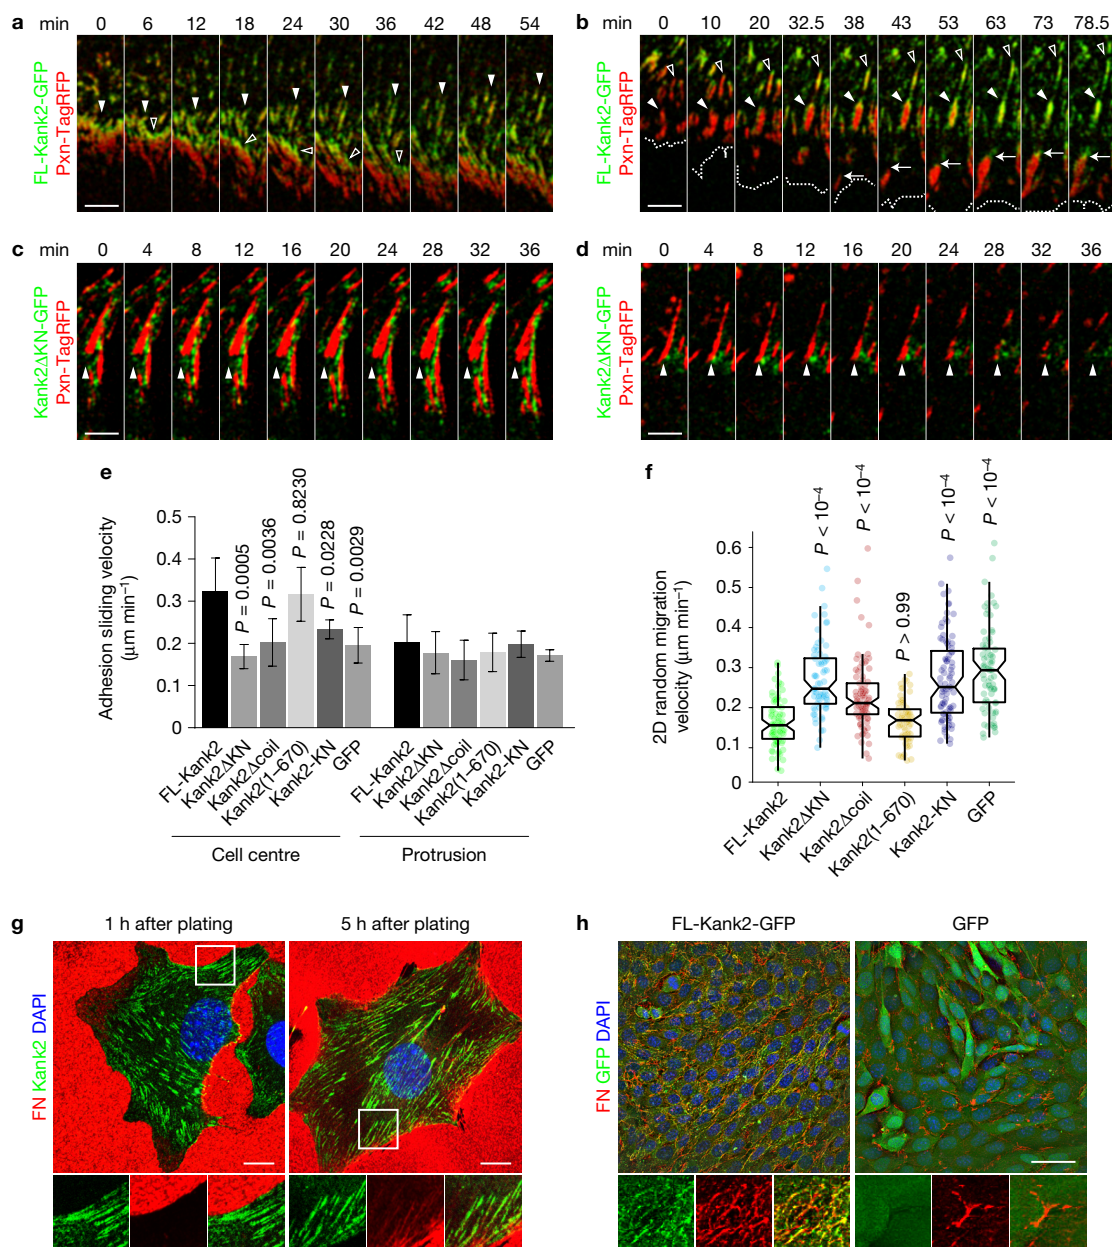 a
min 0 6 12 18 24 30 36 42 48 54
FL-Kank2-GFP
Pxn-TagRFP
b
min 0 10 20 32.5 38 43 53 63 73 78.5
FL-Kank2-GFP
Pxn-TagRFP
c
min 0 4 8 12 16 20 24 28 32 36
Kank2ΔKN-GFP
Pxn-TagRFP
d
min 0 4 8 12 16 20 24 28 32 36
Kank2ΔKN-GFP
Pxn-TagRFP
e
Adhesion sliding velocity
(µm min⁻¹)
0.5
0.4
0.3
0.2
0.1
0
P = 0.0005
P = 0.0036
P = 0.8230
P = 0.0228
P = 0.0029
FL-Kank2
Kank2ΔKN
Kank2Δcoil
Kank2(1–670)
Kank2-KN
GFP
FL-Kank2
Kank2ΔKN
Kank2Δcoil
Kank2(1–670)
Kank2-KN
GFP
Cell centre
Protrusion
f
2D random migration
velocity (µm min⁻¹)
0.6
0.5
0.4
0.3
0.2
0.1
0
P < 10⁻⁴
P < 10⁻⁴
P > 0.99
P < 10⁻⁴
P < 10⁻⁴
FL-Kank2
Kank2ΔKN
Kank2Δcoil
Kank2(1–670)
Kank2-KN
GFP
g
1 h after plating
5 h after plating
FN Kank2 DAPI
h
FL-Kank2-GFP
GFP
FN GFP DAPI